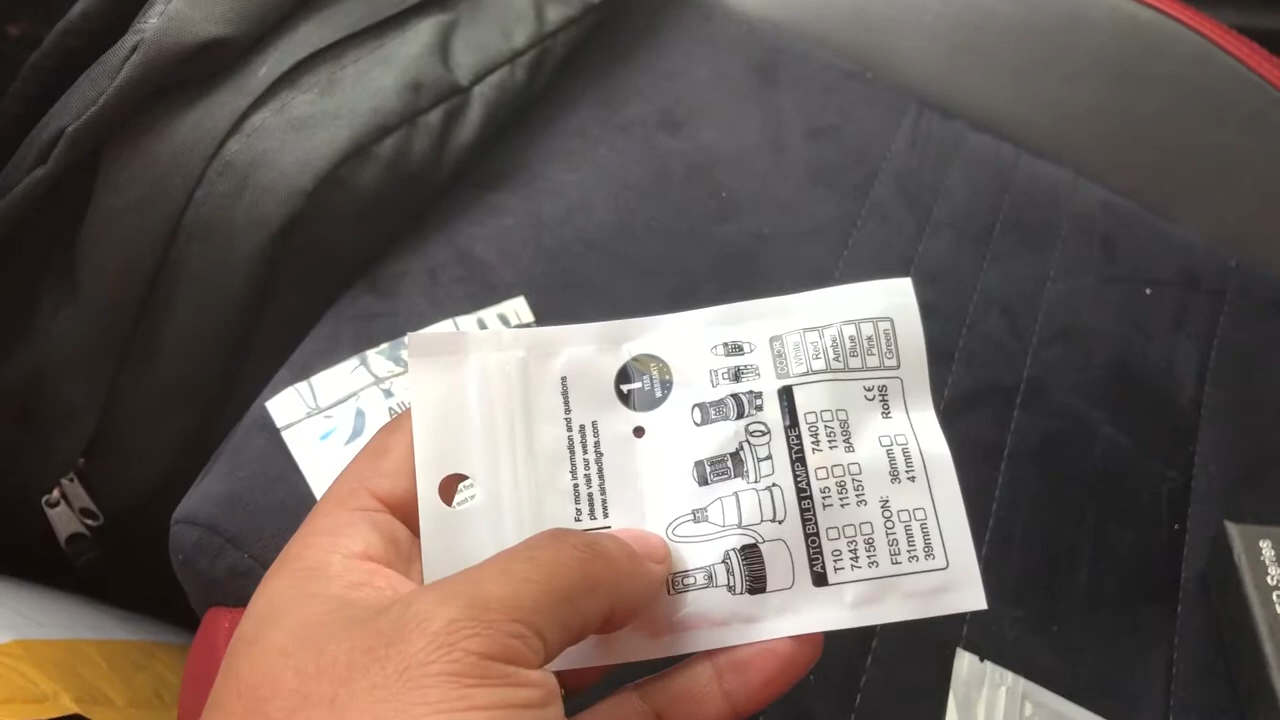 For more information and questions
please visit our website
www.siriusledlights.com
1
YEAR
WARRANTY
COLOR
White
Red
Amber
Blue
Pink
Green
AUTO BULB LAMP TYPE
T10 T15 7440
7443 1156 1157
3156 3157 BA9S
FESTOON:
31mm 36mm
39mm 41mm
CE
RoHS
All-
Series